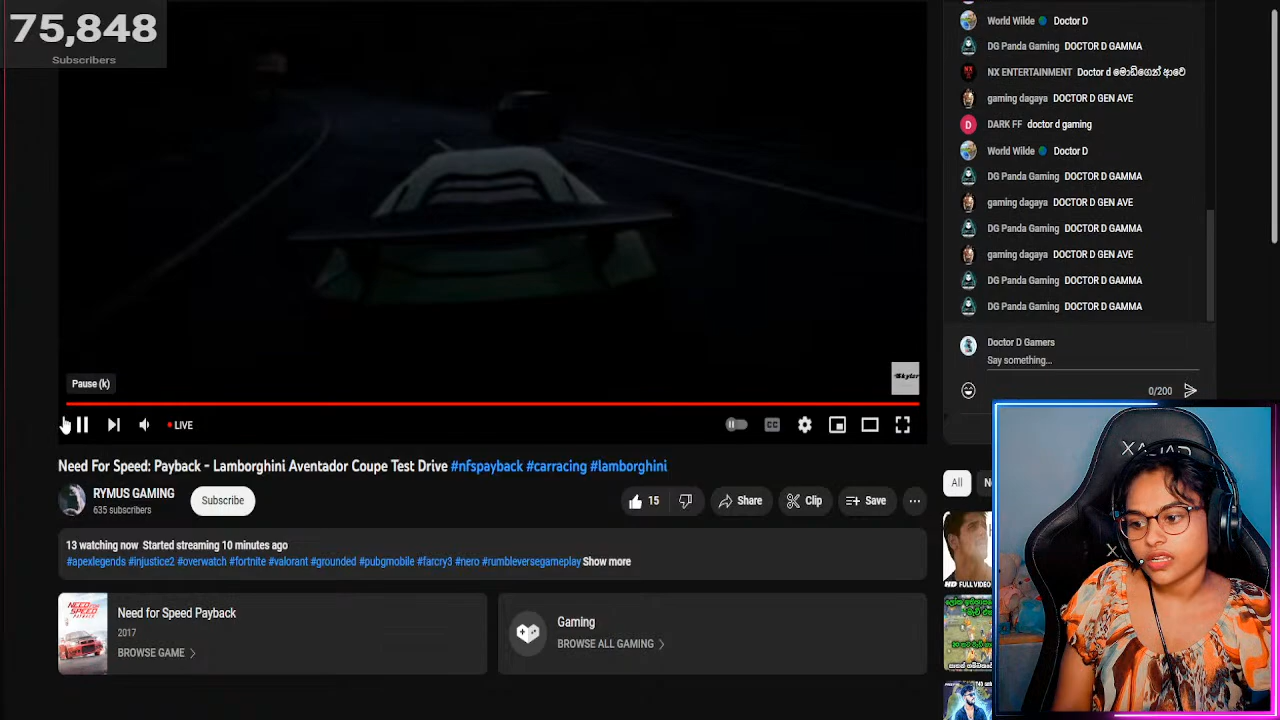 75,848
Subscribers
World Wilde Doctor D
DG Panda Gaming DOCTOR D GAMMA
NX ENTERTAINMENT Doctor d මොඩ්ගෙන් ආවේ
gaming dagaya DOCTOR D GEN AVE
D DARK FF doctor d gaming
World Wilde Doctor D
DG Panda Gaming DOCTOR D GAMMA
gaming dagaya DOCTOR D GEN AVE
DG Panda Gaming DOCTOR D GAMMA
gaming dagaya DOCTOR D GEN AVE
DG Panda Gaming DOCTOR D GAMMA
DG Panda Gaming DOCTOR D GAMMA
Doctor D Gamers
Say something...
0/200
Pause (k)
LIVE
CC
Need For Speed: Payback - Lamborghini Aventador Coupe Test Drive #nfspayback #carracing #lamborghini
RYMUS GAMING
635 subscribers
Subscribe
15
Share
Clip
Save
13 watching now Started streaming 10 minutes ago
#apexlegends #injustice2 #overwatch #fortnite #valorant #grounded #pubgmobile #farcry3 #nero #rumbleversegameplay Show more
Need for Speed Payback
2017
BROWSE GAME
Gaming
BROWSE ALL GAMING
All
HD FULL VIDEO